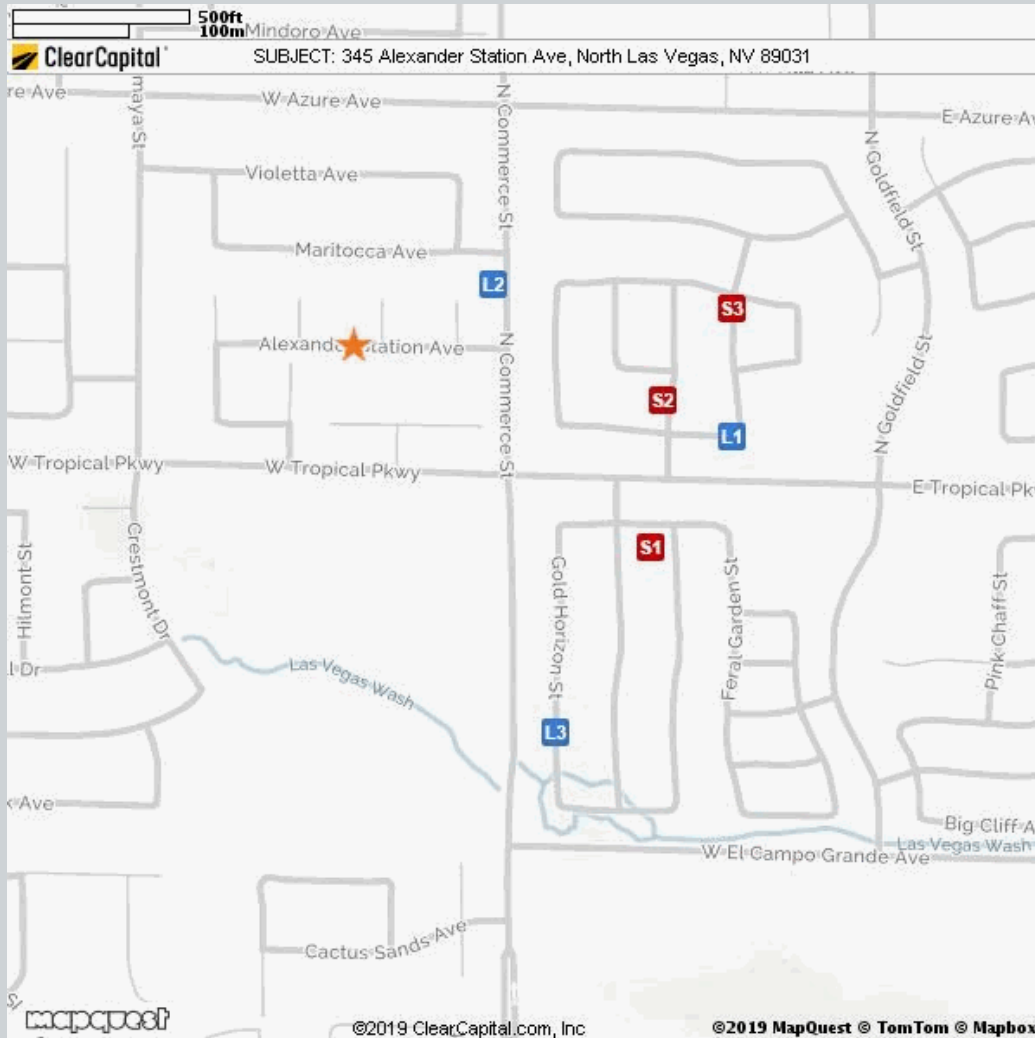 500ft
100m
Mindoro Ave
ClearCapital
SUBJECT: 345 Alexander Station Ave, North Las Vegas, NV 89031
re Ave
maya St
W Azure Ave
N Commerce St
E Azure Av
N Goldfield St
Violetta Ave
Maritocca Ave
L2
S3
Alexand tation Ave
N Commerce St
N Goldfield St
S2
L1
W Tropical Pkwy
W Tropical Pkwy
E Tropical Pk
Hilmont St
Crestmont Dr
S1
Gold Horizon St
Feral Garden St
Pink Chaff St
l Dr
Las Vegas Wash
L3
x Ave
Big Cliff A
Las Vegas Wash
W El Campo Grande Ave
Cactus Sands Ave
St
mapquest
©2019 ClearCapital.com, Inc
©2019 MapQuest © TomTom © Mapbox